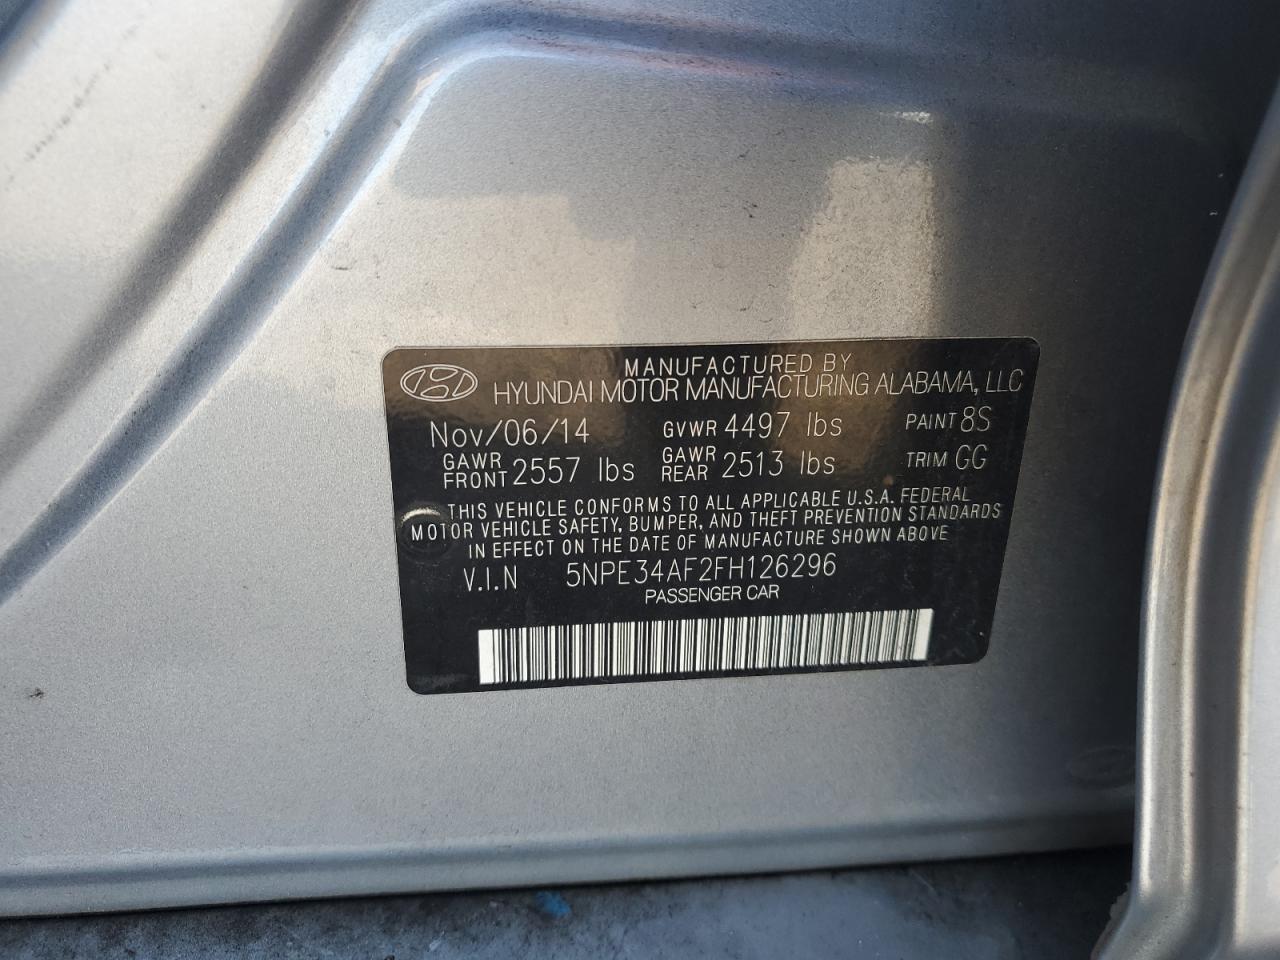 MANUFACTURED BY
HYUNDAI MOTOR MANUFACTURING ALABAMA, LLC
Nov/06/14 GVWR 4497 lbs PAINT 8S
GAWR FRONT 2557 lbs GAWR REAR 2513 lbs TRIM GG
THIS VEHICLE CONFORMS TO ALL APPLICABLE U.S.A. FEDERAL
MOTOR VEHICLE SAFETY, BUMPER, AND THEFT PREVENTION STANDARDS
IN EFFECT ON THE DATE OF MANUFACTURE SHOWN ABOVE
V.I.N 5NPE34AF2FH126296
PASSENGER CAR